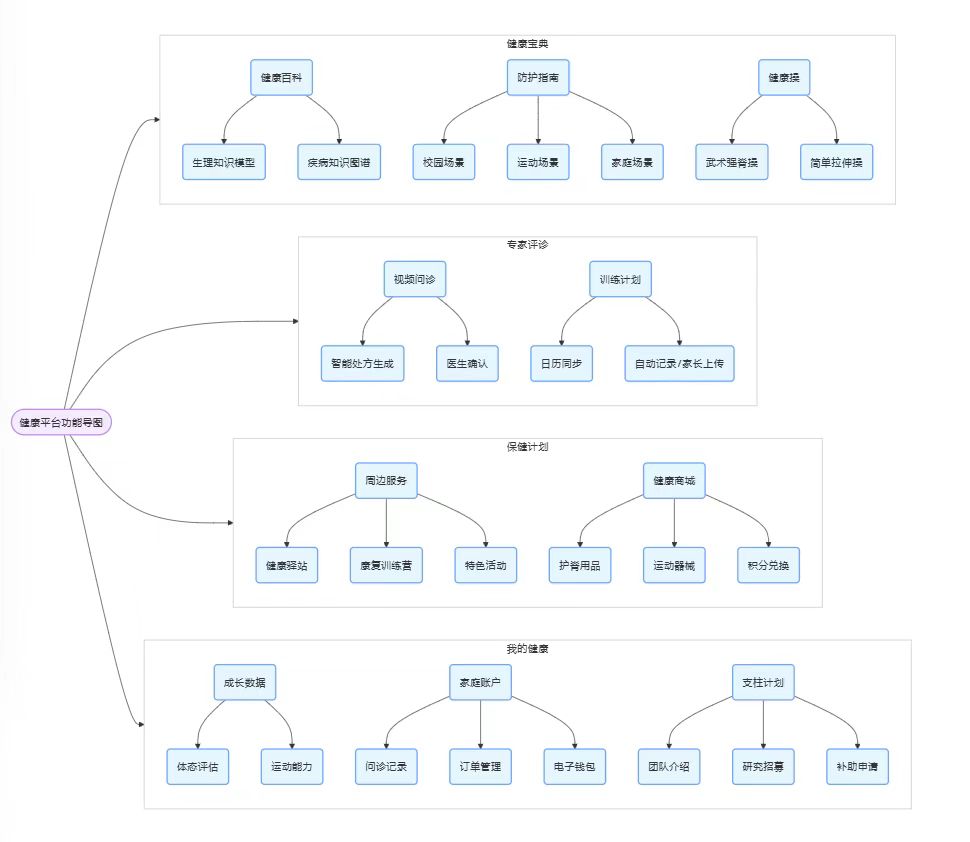 健康宝典
健康百科
防护指南
健康操
生理知识模型
疾病知识图谱
校园场景
运动场景
家庭场景
武术强脊操
简单拉伸操
专家评诊
视频问诊
训练计划
智能处方生成
医生确认
日历同步
自动记录/家长上传
健康平台功能导图
保健计划
周边服务
健康商城
健康驿站
康复训练营
特色活动
护脊用品
运动器械
积分兑换
我的健康
成长数据
家庭账户
支柱计划
体态评估
运动能力
问诊记录
订单管理
电子钱包
团队介绍
研究招募
补助申请